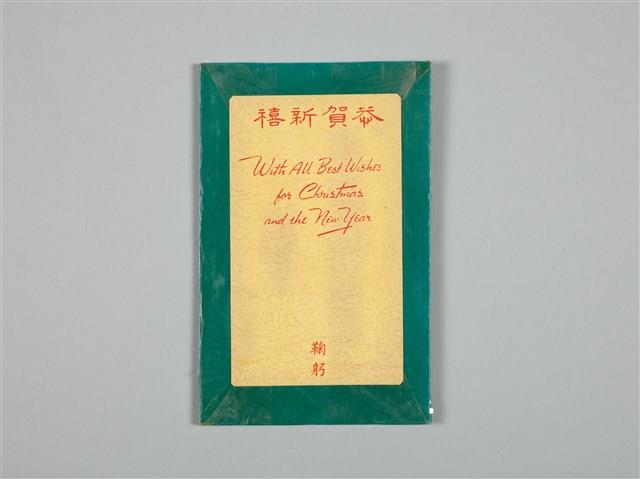 恭賀新禧
With All Best Wishes
for Christmas
and the New Year
鞠躬